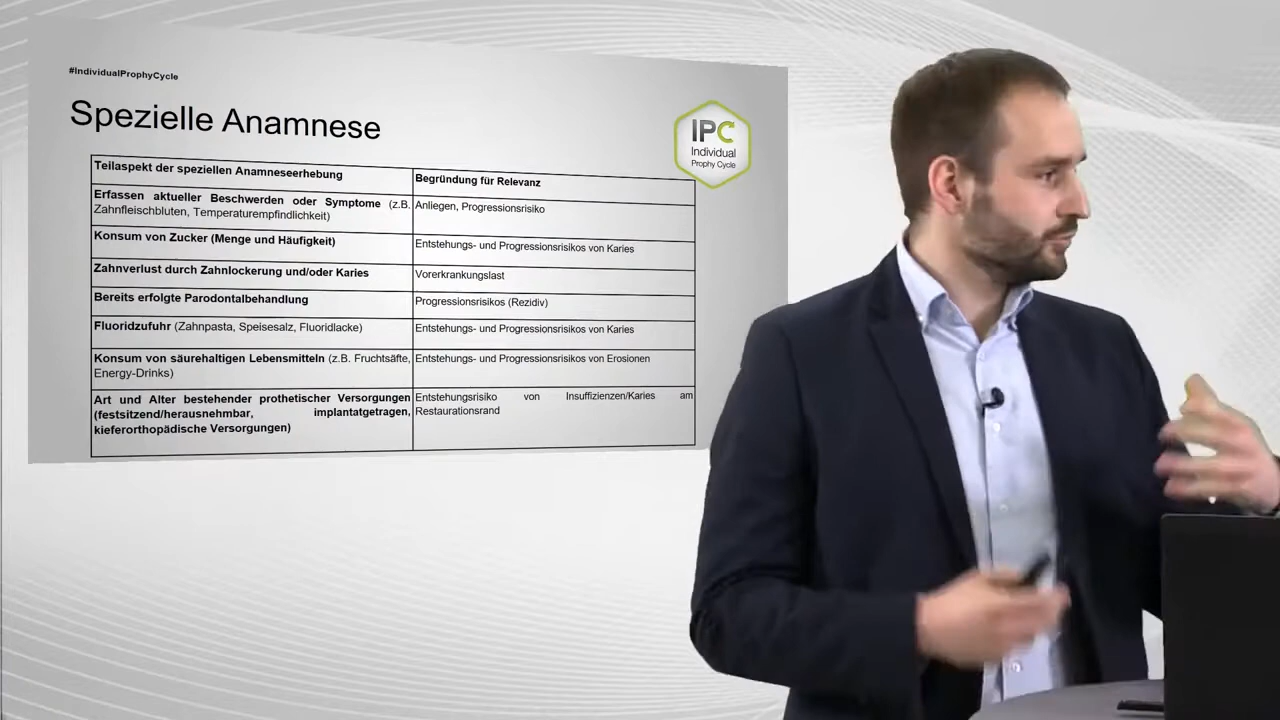 #IndividualProphyCycle
Spezielle Anamnese
IPC
Individual
Prophy Cycle
Teilaspekt der speziellen Anamneseerhebung
Begründung für Relevanz
Erfassen aktueller Beschwerden oder Symptome (z.B.
Zahnfleischbluten, Temperaturempfindlichkeit)
Anliegen, Progressionsrisiko
Konsum von Zucker (Menge und Häufigkeit)
Entstehungs- und Progressionsrisikos von Karies
Zahnverlust durch Zahnlockerung und/oder Karies
Vorerkrankungslast
Bereits erfolgte Parodontalbehandlung
Progressionsrisikos (Rezidiv)
Fluoridzufuhr (Zahnpasta, Speisesalz, Fluoridlacke)
Entstehungs- und Progressionsrisikos von Karies
Konsum von säurehaltigen Lebensmitteln (z.B. Fruchtsäfte,
Energy-Drinks)
Entstehungs- und Progressionsrisikos von Erosionen
Art und Alter bestehender prothetischer Versorgungen
(festsitzend/herausnehmbar, implantatgetragen,
kieferorthopädische Versorgungen)
Entstehungsrisiko von Insuffizienzen/Karies am
Restaurationsrand